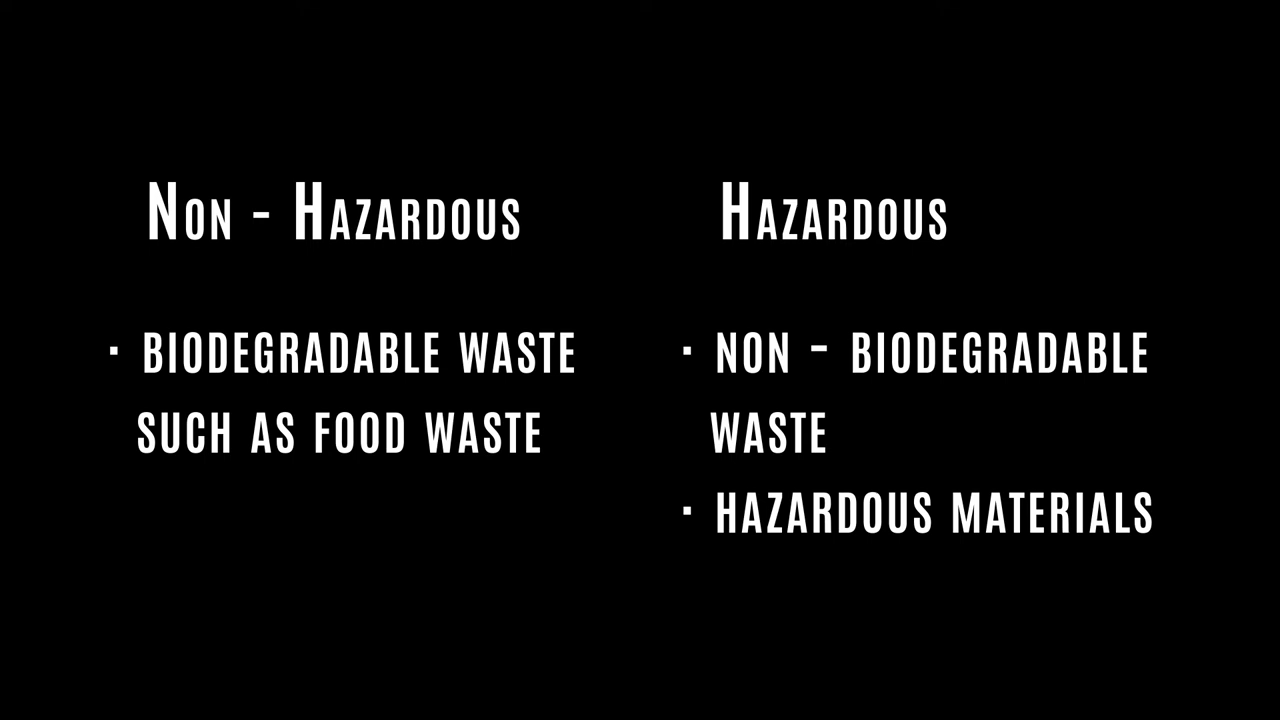 Non - Hazardous
· BIODEGRADABLE WASTE
SUCH AS FOOD WASTE
Hazardous
· NON - BIODEGRADABLE
WASTE
· HAZARDOUS MATERIALS